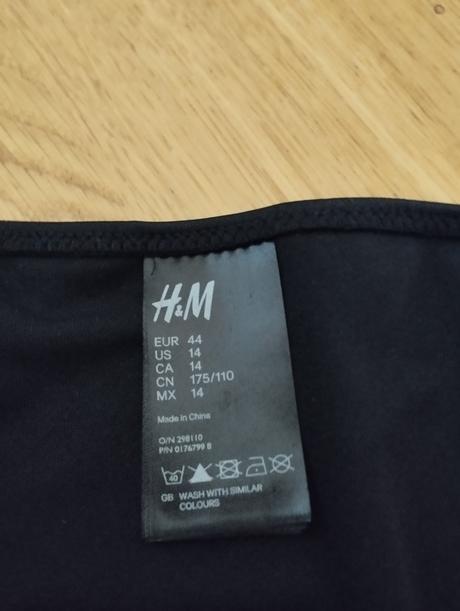 H&M
EUR 44
US 14
CA 14
CN 175/110
MX 14
Made in China
O/N 298110
P/N 0176799 B
40
GB WASH WITH SIMILAR
COLOURS